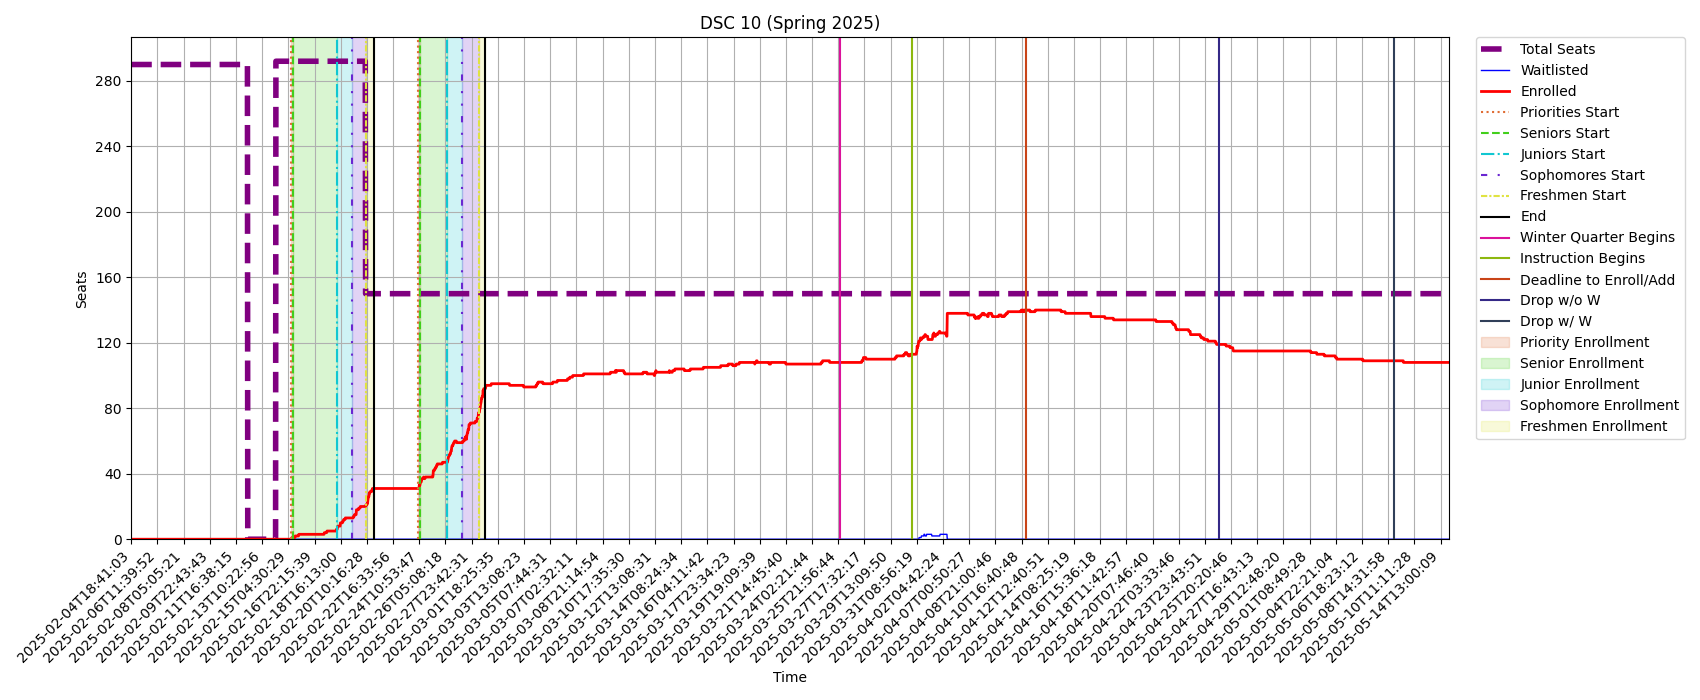 DSC 10 (Spring 2025)
Seats
280
240
200
160
120
80
40
0
2025-02-04T18:41:03
2025-02-06T11:39:52
2025-02-08T05:05:21
2025-02-09T22:43:43
2025-02-11T16:38:15
2025-02-13T10:22:56
2025-02-15T04:30:29
2025-02-16T22:15:39
2025-02-18T16:13:00
2025-02-20T10:16:28
2025-02-22T16:33:56
2025-02-24T10:53:47
2025-02-26T05:08:18
2025-02-27T23:42:31
2025-03-01T18:25:35
2025-03-03T13:08:23
2025-03-05T07:44:31
2025-03-07T02:32:11
2025-03-08T21:14:54
2025-03-10T17:35:30
2025-03-12T13:08:31
2025-03-14T08:24:34
2025-03-16T04:11:42
2025-03-17T23:34:23
2025-03-19T19:09:39
2025-03-21T14:45:40
2025-03-24T02:21:44
2025-03-25T21:56:44
2025-03-27T17:32:17
2025-03-29T13:09:50
2025-03-31T08:56:19
2025-04-02T04:42:24
2025-04-07T00:50:27
2025-04-08T21:00:46
2025-04-10T16:40:48
2025-04-12T12:40:51
2025-04-14T08:25:19
2025-04-16T15:36:18
2025-04-18T11:42:57
2025-04-20T07:46:40
2025-04-22T03:33:46
2025-04-23T23:43:51
2025-04-25T20:20:46
2025-04-27T16:43:13
2025-04-29T12:48:20
2025-05-01T08:49:28
2025-05-04T22:21:04
2025-05-06T18:23:12
2025-05-08T14:31:58
2025-05-10T11:11:28
2025-05-14T13:00:09
Time
Total Seats
Waitlisted
Enrolled
Priorities Start
Seniors Start
Juniors Start
Sophomores Start
Freshmen Start
End
Winter Quarter Begins
Instruction Begins
Deadline to Enroll/Add
Drop w/o W
Drop w/ W
Priority Enrollment
Senior Enrollment
Junior Enrollment
Sophomore Enrollment
Freshmen Enrollment